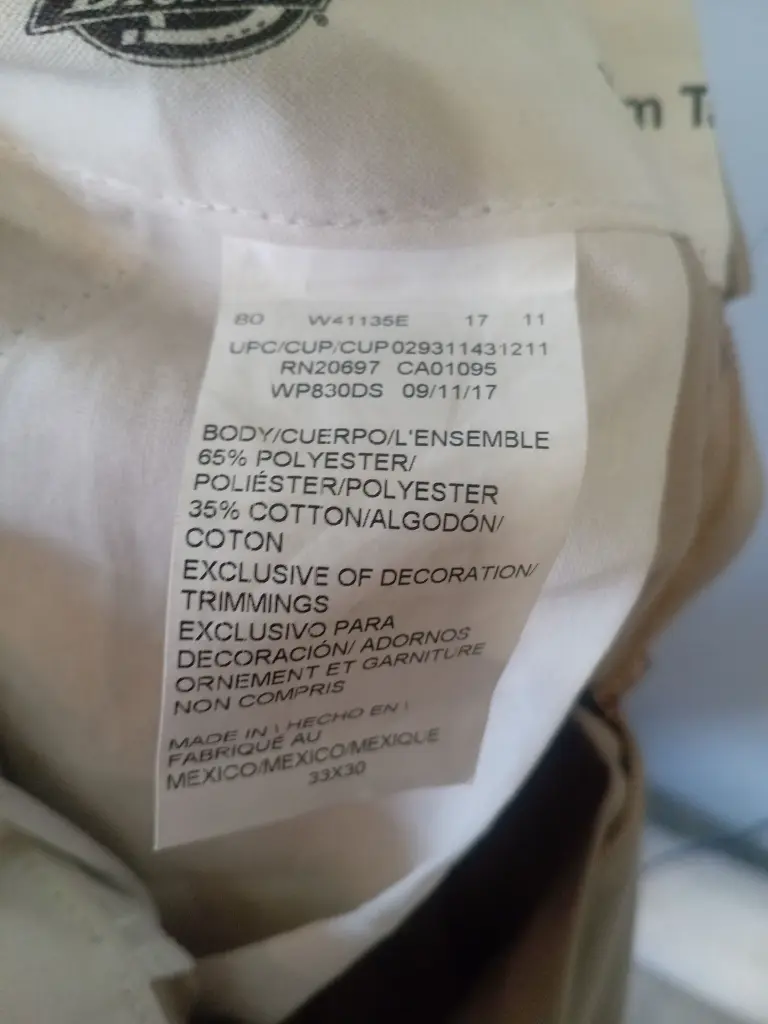 m T
80 W41135E 17 11
UPC/CUP/CUP 029311431211
RN20697 CA01095
WP830DS 09/11/17
BODY/CUERPO/L'ENSEMBLE
65% POLYESTER/
POLIÉSTER/POLYESTER
35% COTTON/ALGODÓN/
COTON
EXCLUSIVE OF DECORATION/
TRIMMINGS
EXCLUSIVO PARA
DECORACIÓN/ ADORNOS
ORNEMENT ET GARNITURE
NON COMPRIS
MADE IN \ HECHO EN \
FABRIQUÉ AU
MEXICO/MEXICO/MEXIQUE
33X30